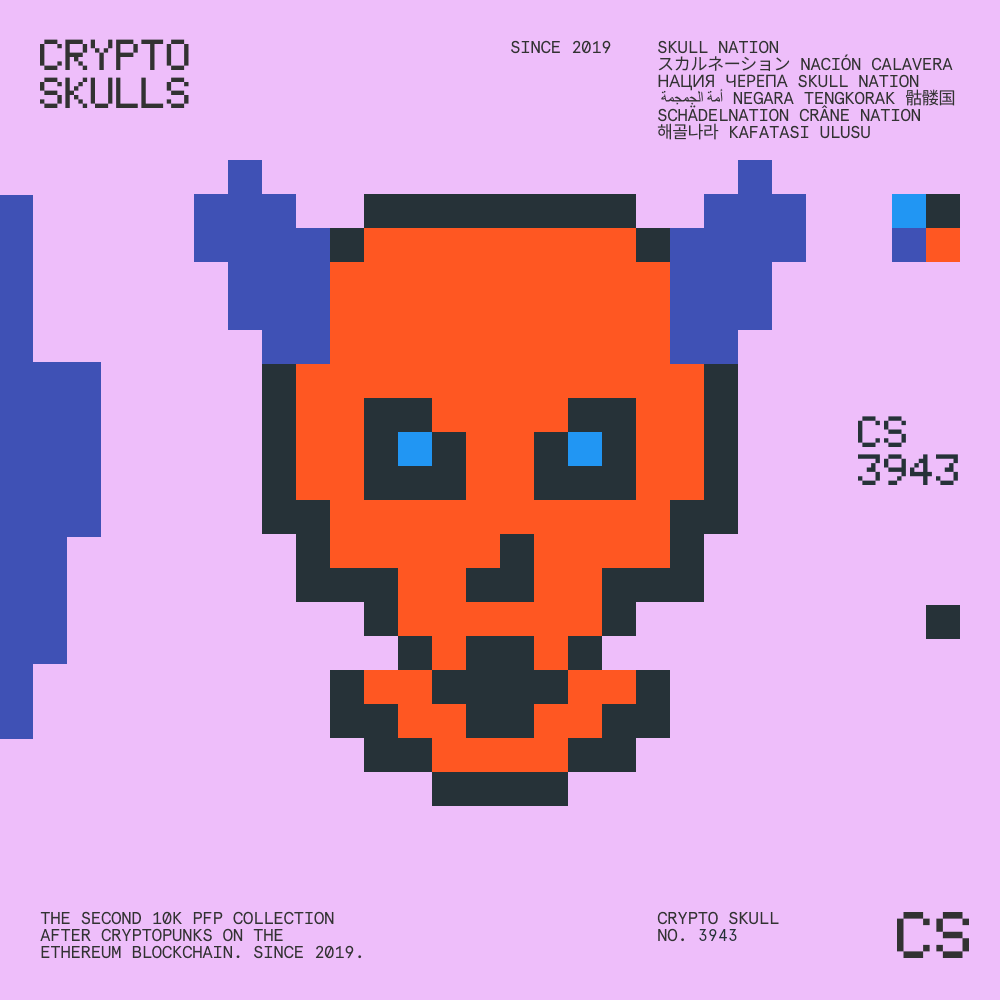 CRYPTO
SKULLS
SINCE 2019
SKULL NATION
スカルネーション NACIÓN CALAVERA
НАЦИЯ ЧЕРЕПА SKULL NATION
أمة الجمجمة NEGARA TENGKORAK 骷髅国
SCHÄDELNATION CRÂNE NATION
해골나라 KAFATASI ULUSU
CS
3943
THE SECOND 10K PFP COLLECTION
AFTER CRYPTOPUNKS ON THE
ETHEREUM BLOCKCHAIN. SINCE 2019.
CRYPTO SKULL
NO. 3943
CS